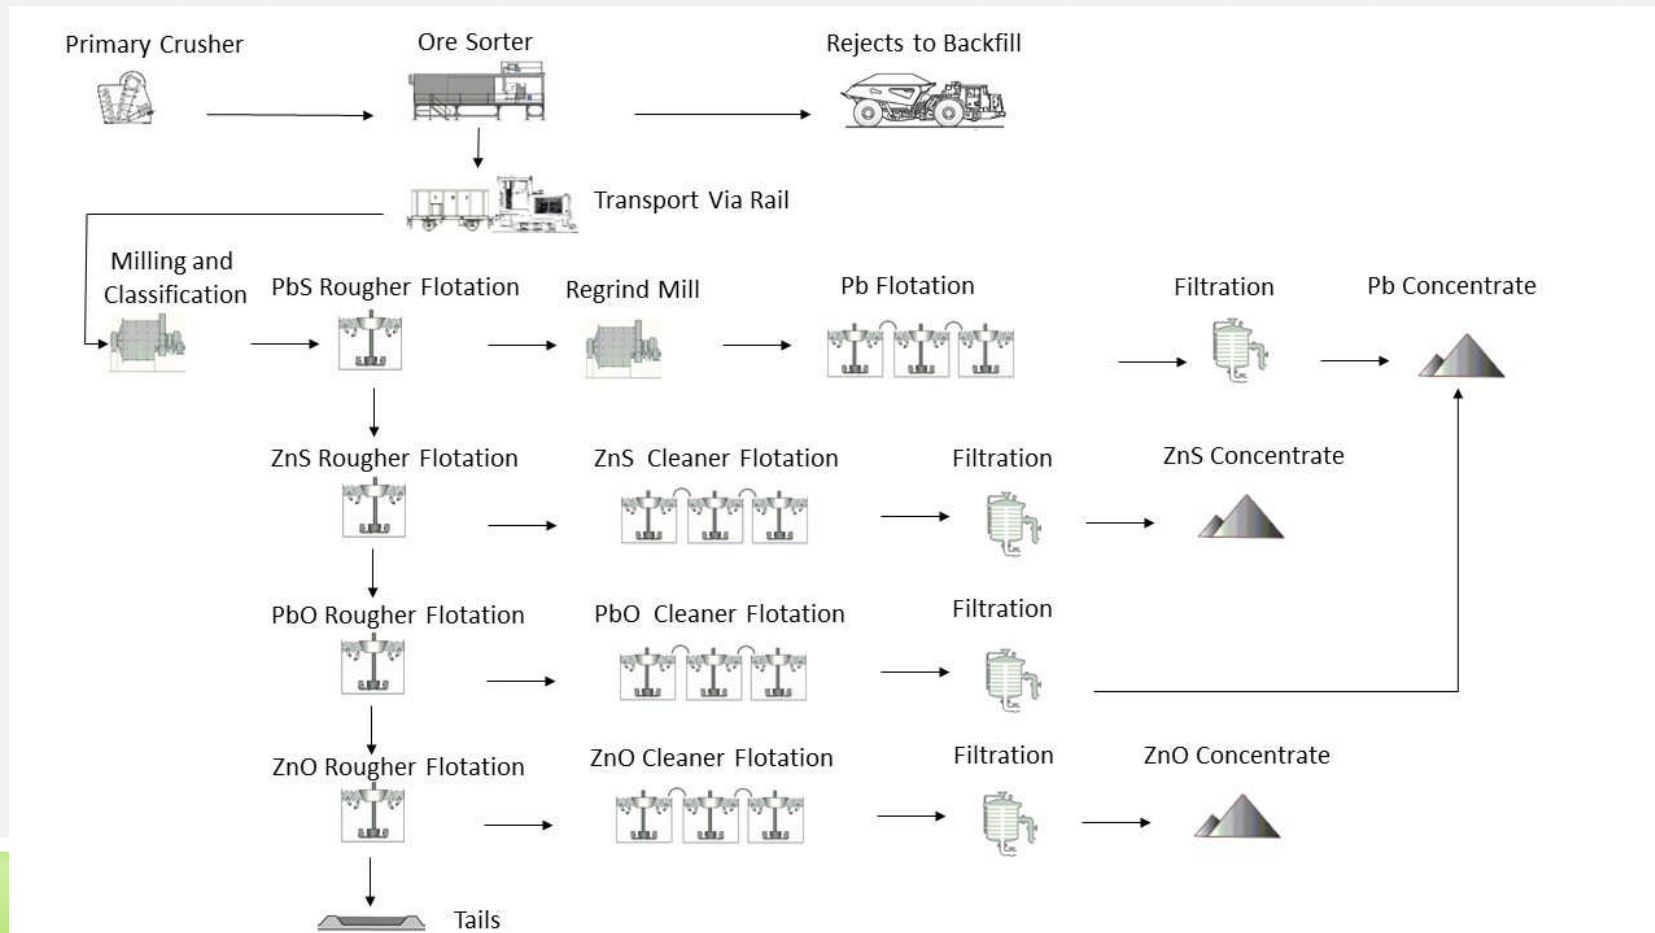 Primary Crusher
Ore Sorter
Rejects to Backfill
Transport Via Rail
Milling and
Classification
PbS Rougher Flotation
Regrind Mill
Pb Flotation
Filtration
Pb Concentrate
ZnS Rougher Flotation
ZnS Cleaner Flotation
Filtration
ZnS Concentrate
PbO Rougher Flotation
PbO Cleaner Flotation
Filtration
ZnO Rougher Flotation
ZnO Cleaner Flotation
Filtration
ZnO Concentrate
Tails